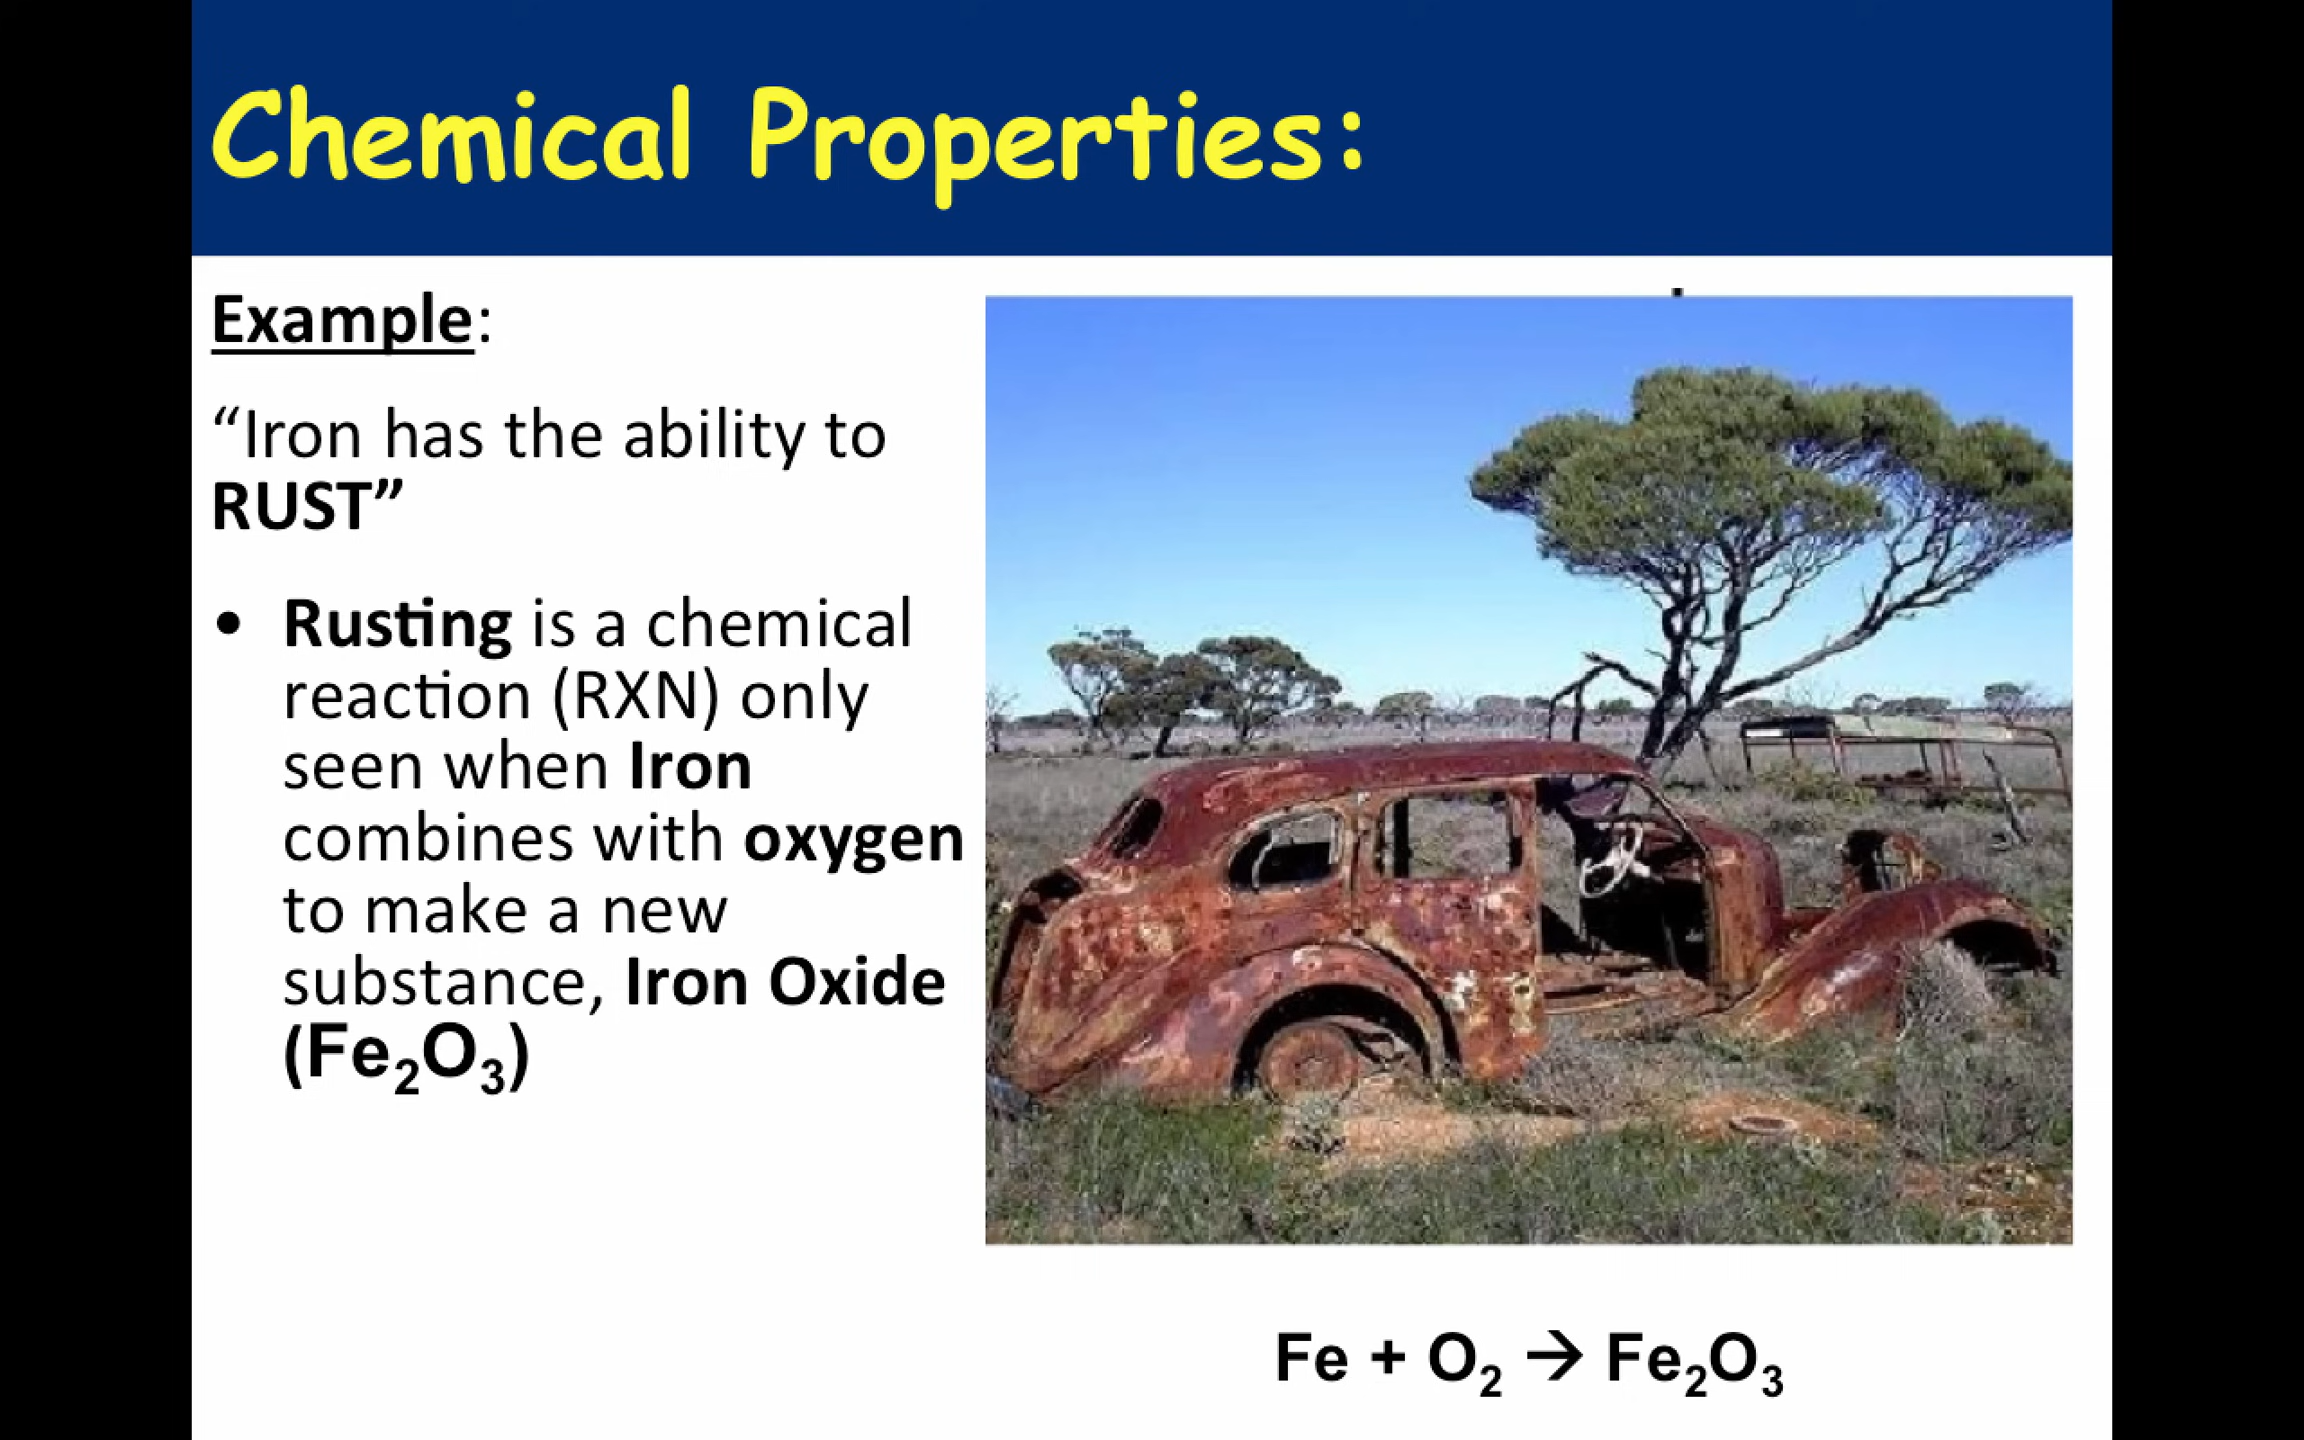 Chemical Properties:
Example:
“Iron has the ability to
RUST”
• Rusting is a chemical
reaction (RXN) only
seen when Iron
combines with oxygen
to make a new
substance, Iron Oxide
(Fe₂O₃)
Fe + O₂ → Fe₂O₃